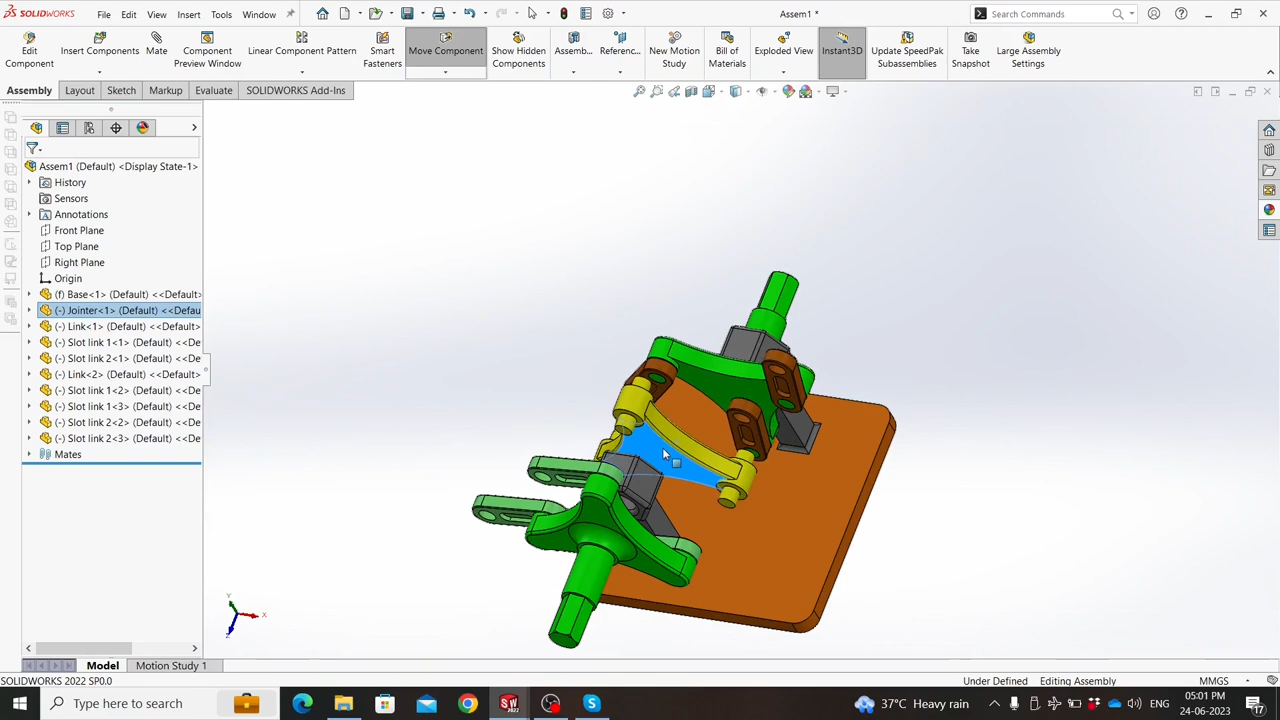 SOLIDWORKS File Edit View Insert Tools Window Assem1 * Search Commands
Edit Component Insert Components Mate Component Preview Window Linear Component Pattern Smart Fasteners Move Component Show Hidden Components Assemb... Referenc... New Motion Study Bill of Materials Exploded View Instant3D Update SpeedPak Subassemblies Take Snapshot Large Assembly Settings
Assembly Layout Sketch Markup Evaluate SOLIDWORKS Add-Ins
Assem1 (Default) <Display State-1>
History
Sensors
Annotations
Front Plane
Top Plane
Right Plane
Origin
(f) Base<1> (Default) <<Default>
(-) Jointer<1> (Default) <<Defau
(-) Link<1> (Default) <<Default>
(-) Slot link 1<1> (Default) <<De
(-) Slot link 2<1> (Default) <<De
(-) Link<2> (Default) <<Default>
(-) Slot link 1<2> (Default) <<De
(-) Slot link 1<3> (Default) <<De
(-) Slot link 2<2> (Default) <<De
(-) Slot link 2<3> (Default) <<De
Mates
Y
X
Z
Model Motion Study 1
SOLIDWORKS 2022 SP0.0 Under Defined Editing Assembly MMGS
Type here to search 37°C Heavy rain ENG 05:01 PM
24-06-2023